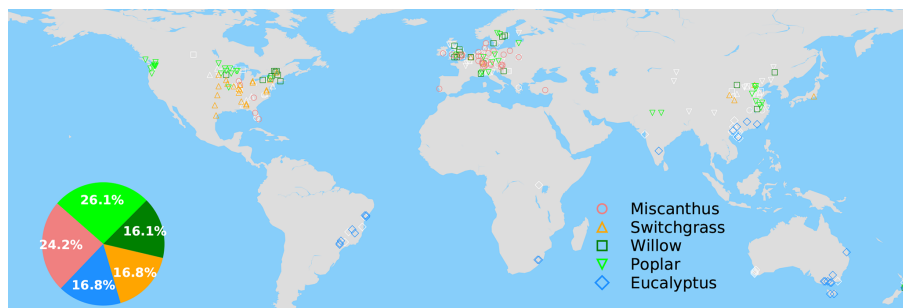 26.1%
16.1%
24.2%
16.8%
16.8%
Miscanthus
Switchgrass
Willow
Poplar
Eucalyptus